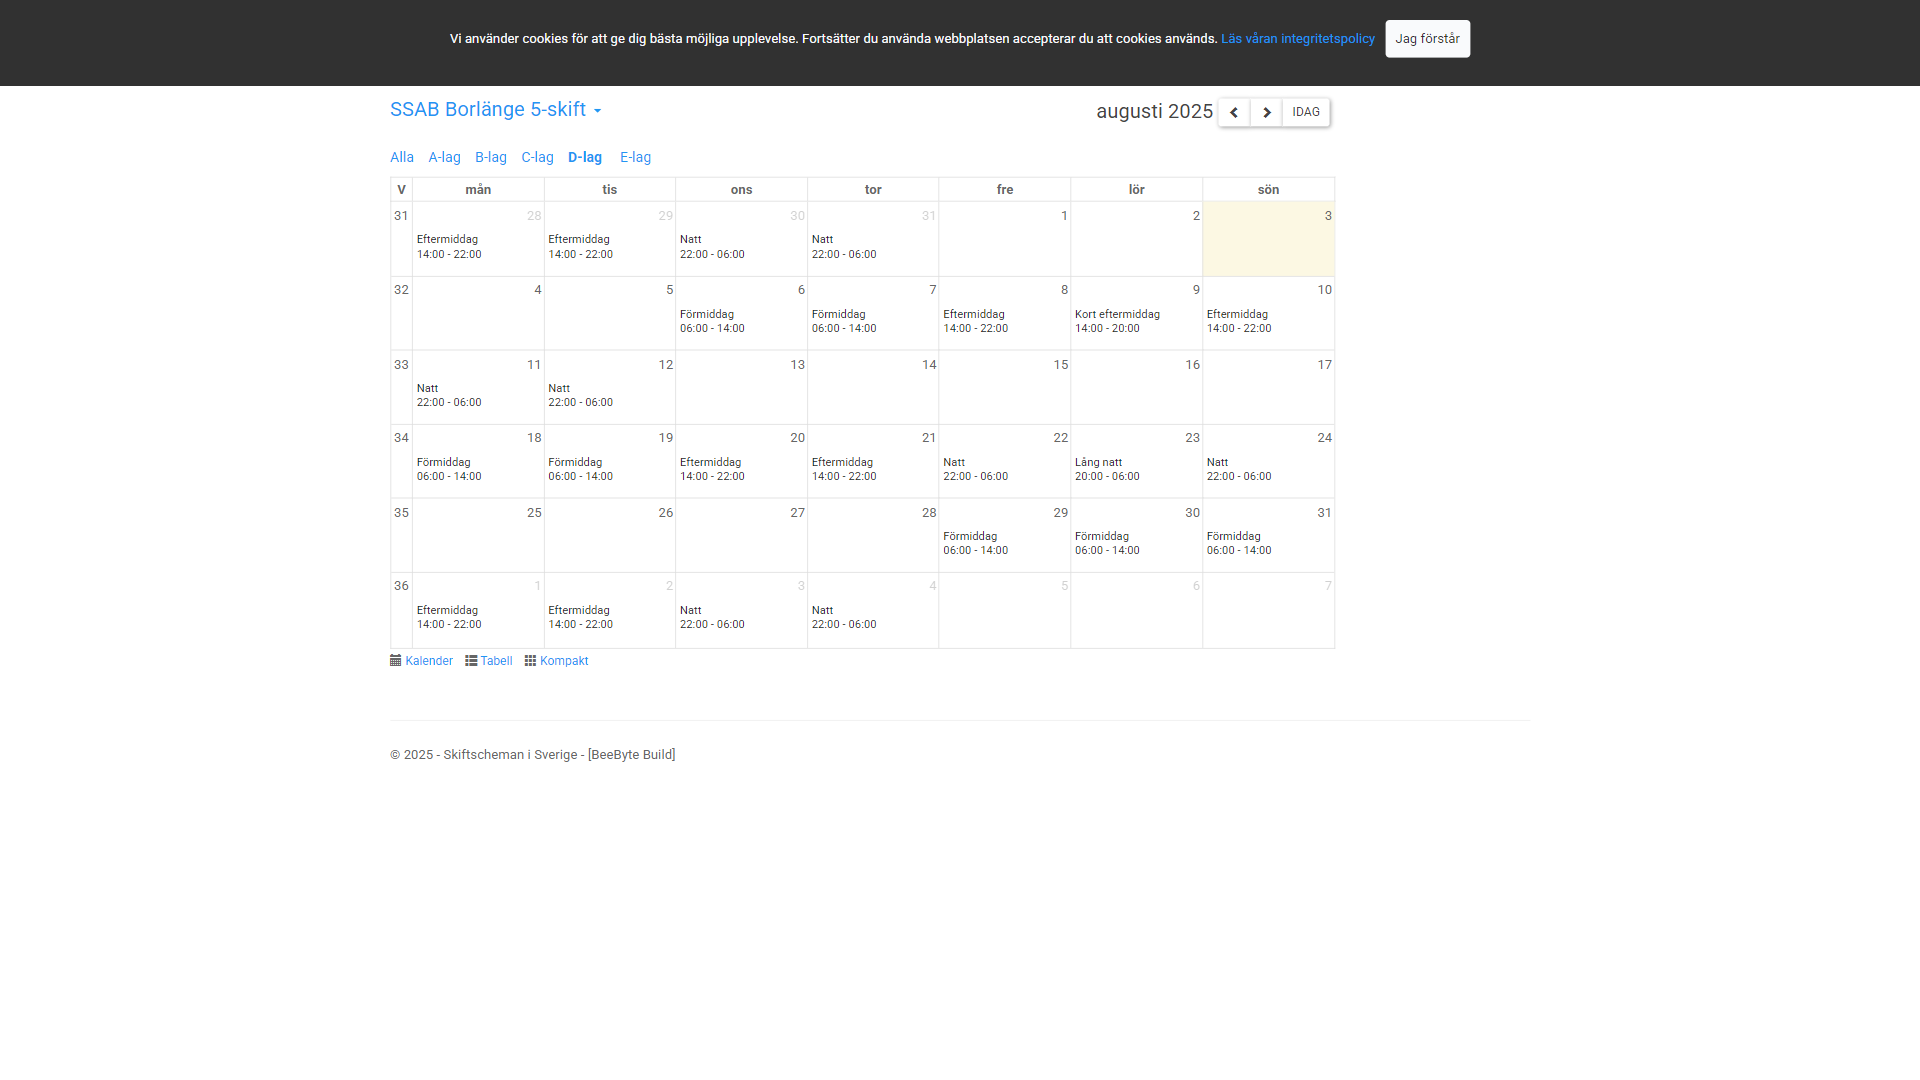 Vi använder cookies för att ge dig bästa möjliga upplevelse. Fortsätter du använda webbplatsen accepterar du att cookies används. Läs våran integritetspolicy Jag förstår
SSAB Borlänge 5-skift augusti 2025 IDAG
Alla A-lag B-lag C-lag D-lag E-lag
V mån tis ons tor fre lör sön
31 28 29 30 31 1 2 3
Eftermiddag Eftermiddag Natt Natt
14:00 - 22:00 14:00 - 22:00 22:00 - 06:00 22:00 - 06:00
32 4 5 6 7 8 9 10
Förmiddag Förmiddag Eftermiddag Kort eftermiddag Eftermiddag
06:00 - 14:00 06:00 - 14:00 14:00 - 22:00 14:00 - 20:00 14:00 - 22:00
33 11 12 13 14 15 16 17
Natt Natt
22:00 - 06:00 22:00 - 06:00
34 18 19 20 21 22 23 24
Förmiddag Förmiddag Eftermiddag Eftermiddag Natt Lång natt Natt
06:00 - 14:00 06:00 - 14:00 14:00 - 22:00 14:00 - 22:00 22:00 - 06:00 20:00 - 06:00 22:00 - 06:00
35 25 26 27 28 29 30 31
Förmiddag Förmiddag Förmiddag
06:00 - 14:00 06:00 - 14:00 06:00 - 14:00
36 1 2 3 4 5 6 7
Eftermiddag Eftermiddag Natt Natt
14:00 - 22:00 14:00 - 22:00 22:00 - 06:00 22:00 - 06:00
Kalender Tabell Kompakt
© 2025 - Skiftscheman i Sverige - [BeeByte Build]